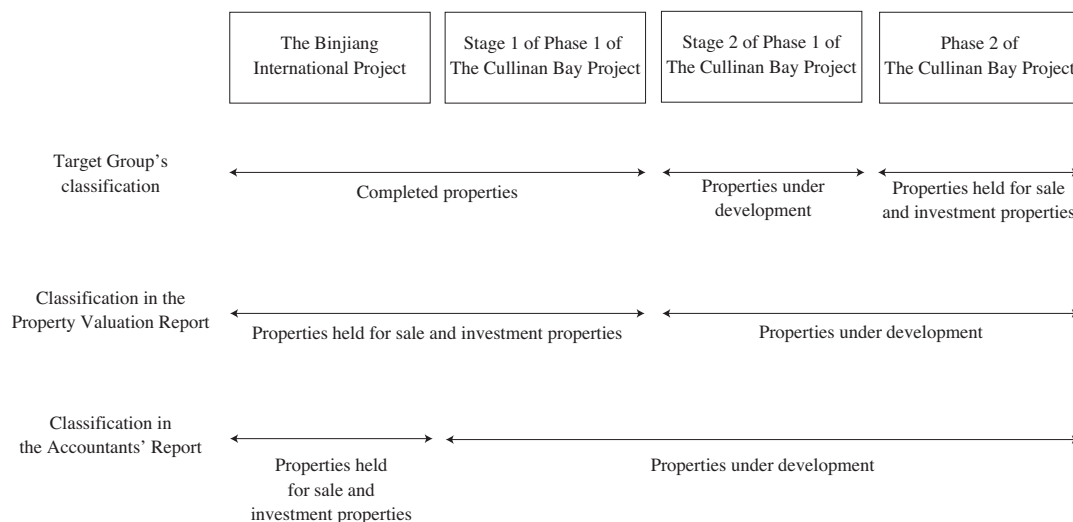 The Binjiang
International Project
Stage 1 of Phase 1 of
The Cullinan Bay Project
Stage 2 of Phase 1 of
The Cullinan Bay Project
Phase 2 of
The Cullinan Bay Project
Target Group’s
classification
Completed properties
Properties under
development
Properties held for sale
and investment properties
Classification in the
Property Valuation Report
Properties held for sale and investment properties
Properties under development
Classification in
the Accountants’ Report
Properties held
for sale and
investment properties
Properties under development